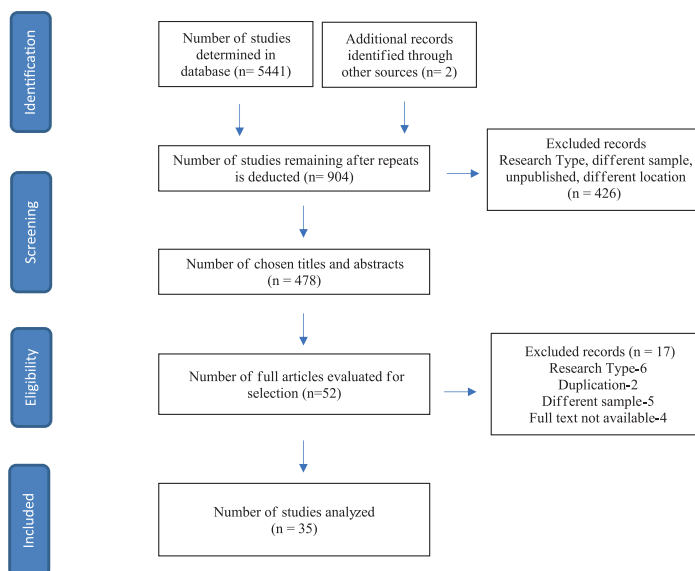 Identification
Number of studies
determined in
database (n= 5441)
Additional records
identified through
other sources (n= 2)
Screening
Number of studies remaining after repeats
is deducted (n= 904)
Excluded records
Research Type, different sample,
unpublished, different location
(n = 426)
Number of chosen titles and abstracts
(n = 478)
Eligibility
Number of full articles evaluated for
selection (n=52)
Excluded records (n = 17)
Research Type-6
Duplication-2
Different sample-5
Full text not available-4
Included
Number of studies analyzed
(n = 35)